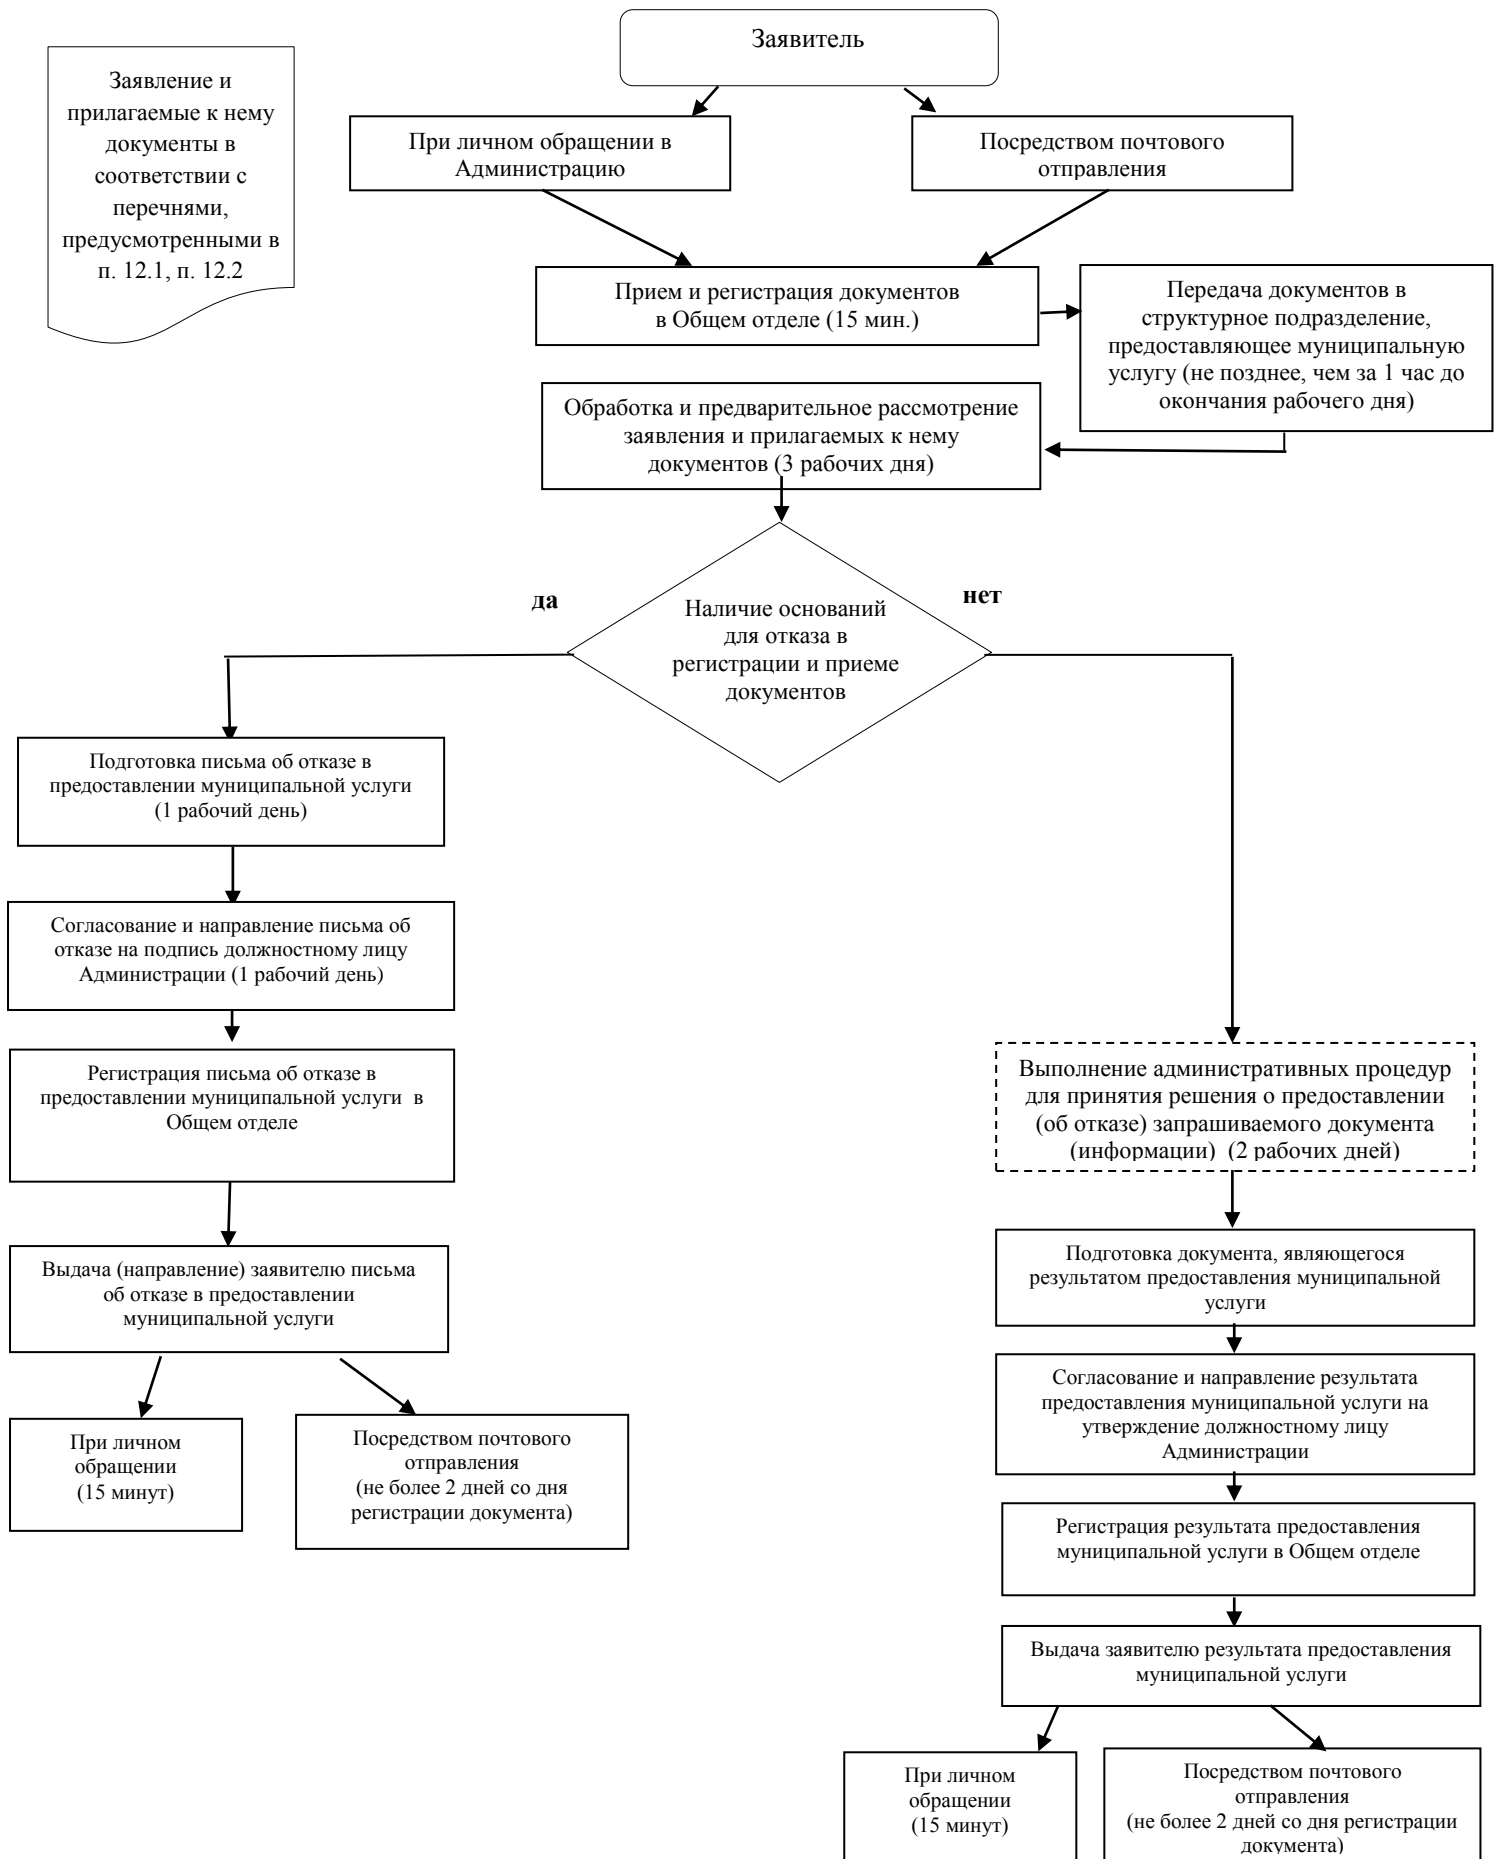 Заявитель
Заявление и
прилагаемые к нему
документы в
соответствии с
перечнями,
предусмотренными в
п. 12.1, п. 12.2
При личном обращении в
Администрацию
Посредством почтового
отправления
Прием и регистрация документов
в Общем отделе (15 мин.)
Передача документов в
структурное подразделение,
предоставляющее муниципальную
услугу (не позднее, чем за 1 час до
окончания рабочего дня)
Обработка и предварительное рассмотрение
заявления и прилагаемых к нему
документов (3 рабочих дня)
да
нет
Наличие оснований
для отказа в
регистрации и приеме
документов
Подготовка письма об отказе в
предоставлении муниципальной услуги
(1 рабочий день)
Согласование и направление письма об
отказе на подпись должностному лицу
Администрации (1 рабочий день)
Регистрация письма об отказе в
предоставлении муниципальной услуги  в
Общем отделе
Выдача (направление) заявителю письма
об отказе в предоставлении
муниципальной услуги
При личном
обращении
(15 минут)
Посредством почтового
отправления
(не более 2 дней со дня
регистрации документа)
Выполнение административных процедур
для принятия решения о предоставлении
(об отказе) запрашиваемого документа
(информации)  (2 рабочих дней)
Подготовка документа, являющегося
результатом предоставления муниципальной
услуги
Согласование и направление результата
предоставления муниципальной услуги на
утверждение должностному лицу
Администрации
Регистрация результата предоставления
муниципальной услуги в Общем отделе
Выдача заявителю результата предоставления
муниципальной услуги
При личном
обращении
(15 минут)
Посредством почтового
отправления
(не более 2 дней со дня регистрации
документа)